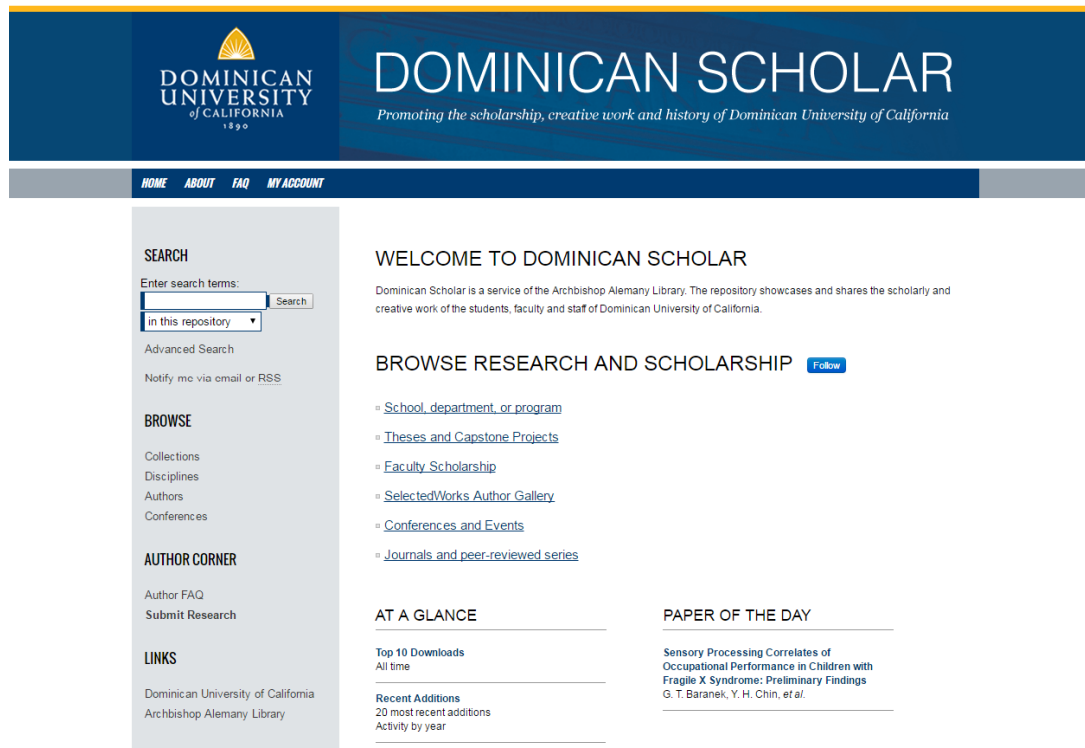 DOMINICAN
UNIVERSITY
of CALIFORNIA
1890
DOMINICAN SCHOLAR
Promoting the scholarship, creative work and history of Dominican University of California
HOME ABOUT FAQ MY ACCOUNT
SEARCH
Enter search terms:
Search
in this repository
Advanced Search
Notify me via email or RSS
BROWSE
Collections
Disciplines
Authors
Conferences
AUTHOR CORNER
Author FAQ
Submit Research
LINKS
Dominican University of California
Archbishop Alemany Library
WELCOME TO DOMINICAN SCHOLAR
Dominican Scholar is a service of the Archbishop Alemany Library. The repository showcases and shares the scholarly and
creative work of the students, faculty and staff of Dominican University of California.
BROWSE RESEARCH AND SCHOLARSHIP Follow
School, department, or program
Theses and Capstone Projects
Faculty Scholarship
SelectedWorks Author Gallery
Conferences and Events
Journals and peer-reviewed series
AT A GLANCE
Top 10 Downloads
All time
Recent Additions
20 most recent additions
Activity by year
PAPER OF THE DAY
Sensory Processing Correlates of
Occupational Performance in Children with
Fragile X Syndrome: Preliminary Findings
G. T. Baranek, Y. H. Chin, et al.